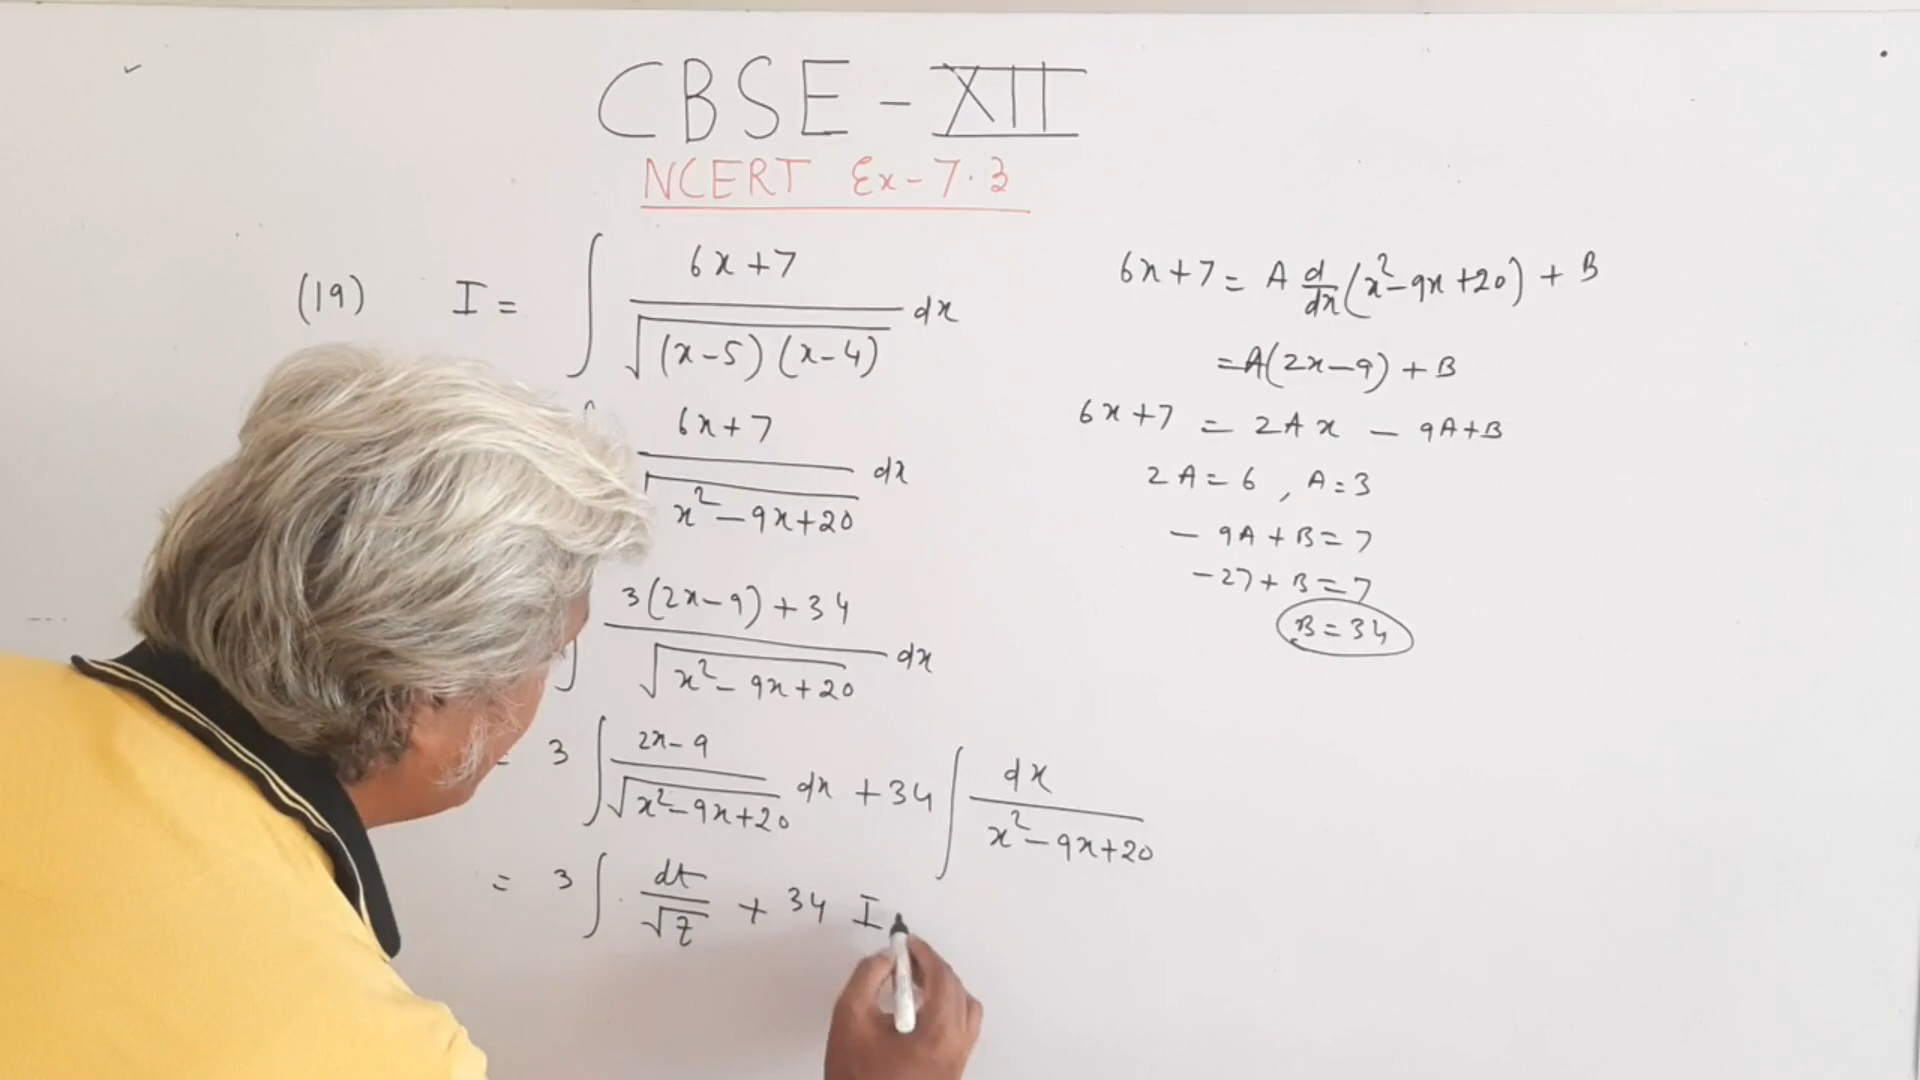 CBSE - XII
NCERT Ex-7.3
(19) I = ∫ 6x+7 / √(x-5)(x-4) dx
6x+7 / √x²-9x+20 dx
∫ 3(2x-9)+34 / √x²-9x+20 dx
= 3 ∫ 2x-9 / √x²-9x+20 dx + 34 ∫ dx / x²-9x+20
= 3 ∫ dt / √z + 34 I
6x+7 = A d/dx (x²-9x+20) + B
= A(2x-9) + B
6x+7 = 2Ax - 9A+B
2A = 6 , A = 3
- 9A + B = 7
-27 + B = 7
B = 34